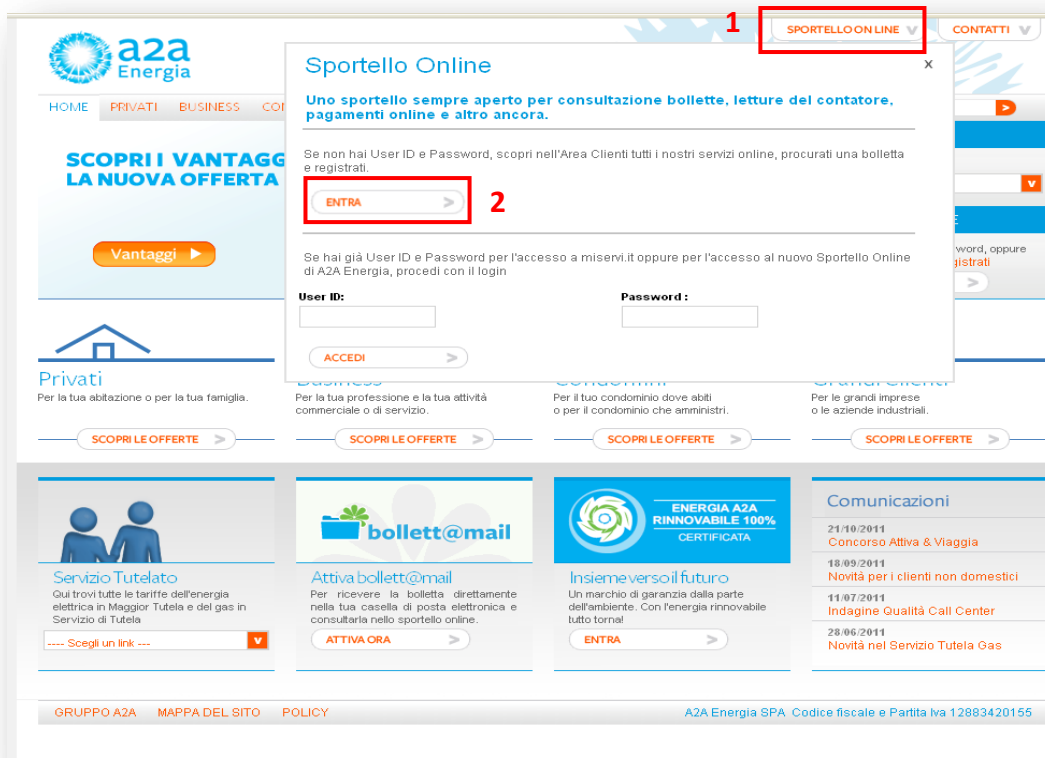 1
SPORTELLO ON LINE
CONTATTI
a2a
Energia
Sportello Online
x
HOME PRIVATI BUSINESS
Uno sportello sempre aperto per consultazione bollette, letture del contatore,
pagamenti online e altro ancora.
SCOPRI I VANTAGG
LA NUOVA OFFERTA
Vantaggi
Se non hai User ID e Password, scopri nell'Area Clienti tutti i nostri servizi online, procurati una bolletta
e registrati.
ENTRA
2
Se hai già User ID e Password per l'accesso a miservi.it oppure per l'accesso al nuovo Sportello Online
di A2A Energia, procedi con il login
User ID:
Password :
ACCEDI
word, oppure
gistrati
Privati
Per la tua abitazione o per la tua famiglia.
SCOPRI LE OFFERTE
Business
Per la tua professione e la tua attività
commerciale o di servizio.
SCOPRI LE OFFERTE
Condomini
Per il tuo condominio dove abiti
o per il condominio che amministri.
SCOPRI LE OFFERTE
Grandi Clienti
Per le grandi imprese
o le aziende industriali.
SCOPRI LE OFFERTE
Servizio Tutelato
Qui trovi tutte le tariffe dell'energia
elettrica in Maggior Tutela e del gas in
Servizio di Tutela
---- Scegli un link ---
bollett@mail
Attiva bollett@mail
Per ricevere la bolletta direttamente
nella tua casella di posta elettronica e
consultarla nello sportello online.
ATTIVA ORA
ENERGIA A2A
RINNOVABILE 100%
CERTIFICATA
Insieme verso il futuro
Un marchio di garanzia dalla parte
dell'ambiente. Con l'energia rinnovabile
tutto torna!
ENTRA
Comunicazioni
21/10/2011
Concorso Attiva & Viaggia
18/09/2011
Novità per i clienti non domestici
11/07/2011
Indagine Qualità Call Center
28/06/2011
Novità nel Servizio Tutela Gas
GRUPPO A2A MAPPA DEL SITO POLICY
A2A Energia SPA Codice fiscale e Partita Iva 12883420155